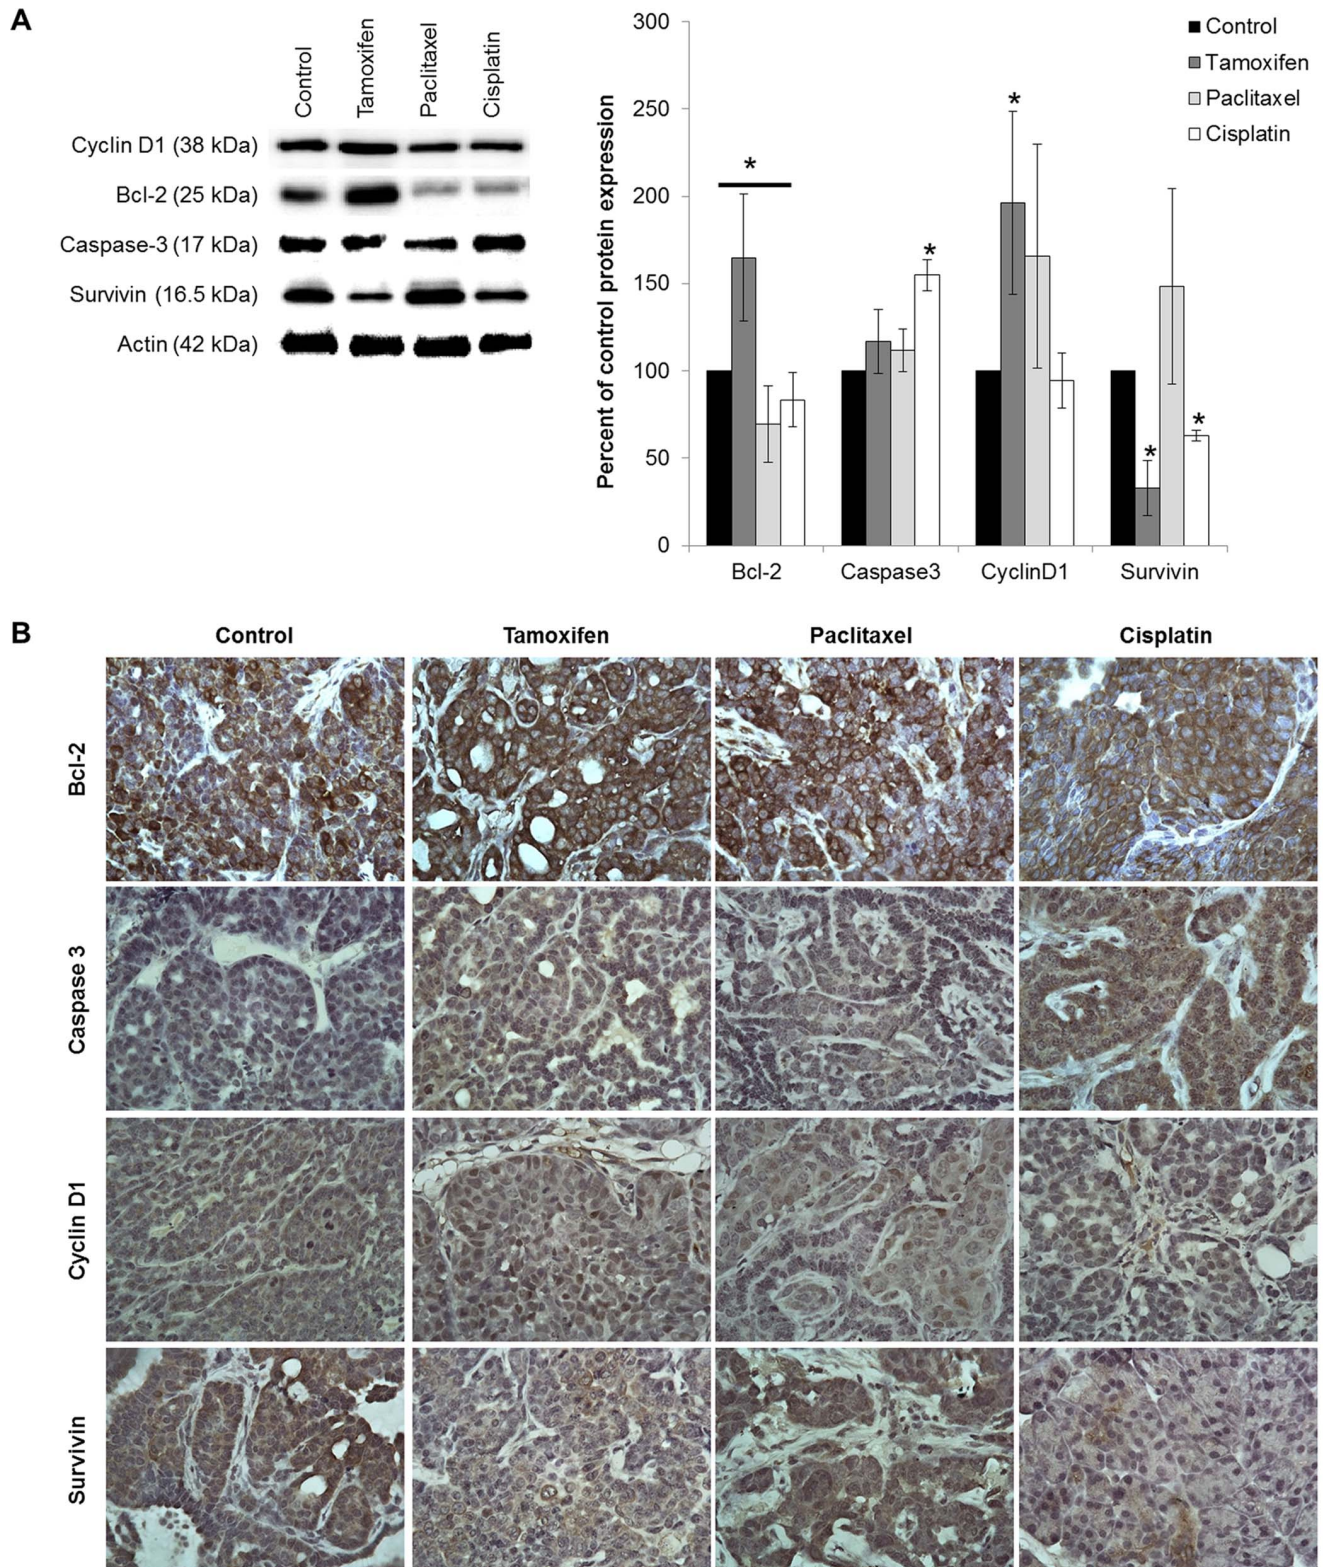 A
Control
Tamoxifen
Paclitaxel
Cisplatin
Cyclin D1 (38 kDa)
Bcl-2 (25 kDa)
Caspase-3 (17 kDa)
Survivin (16.5 kDa)
Actin (42 kDa)
Percent of control protein expression
300
250
200
150
100
50
0
*
*
*
*
*
Bcl-2
Caspase3
CyclinD1
Survivin
Control
Tamoxifen
Paclitaxel
Cisplatin
B
Control
Tamoxifen
Paclitaxel
Cisplatin
Bcl-2
Caspase 3
Cyclin D1
Survivin